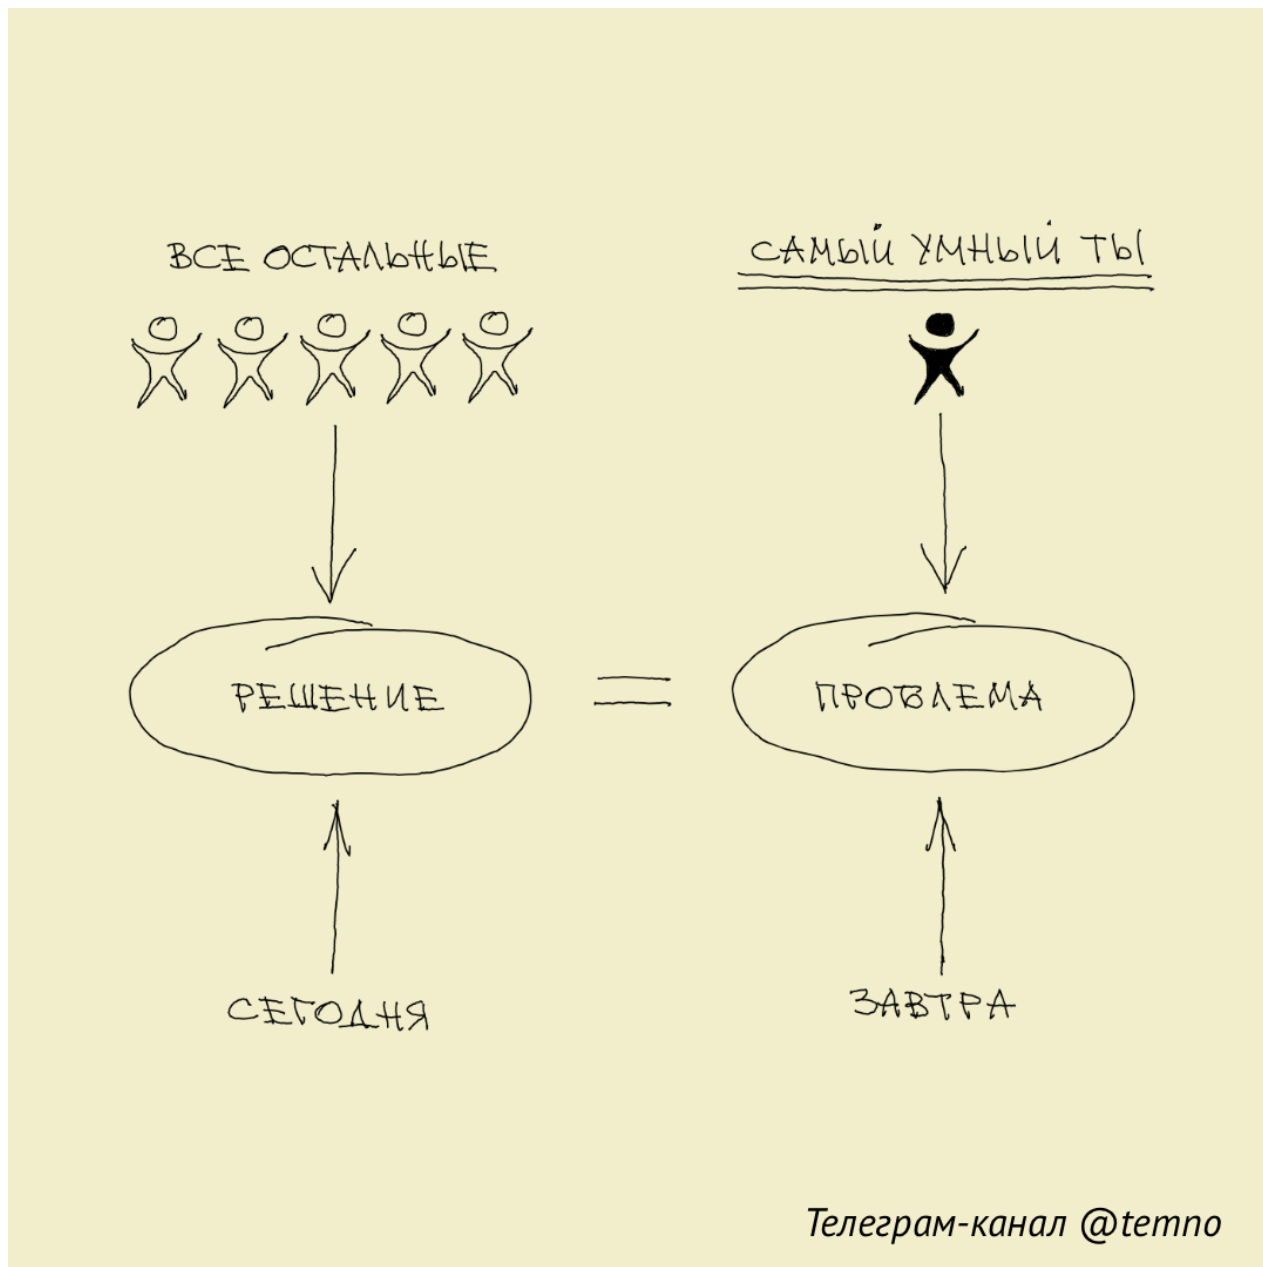 ВСЕ ОСТАЛЬНЫЕ
САМЫЙ УМНЫЙ ТЫ
РЕШЕНИЕ
=
ПРОБЛЕМА
СЕГОДНЯ
ЗАВТРА
Телеграм-канал @temno